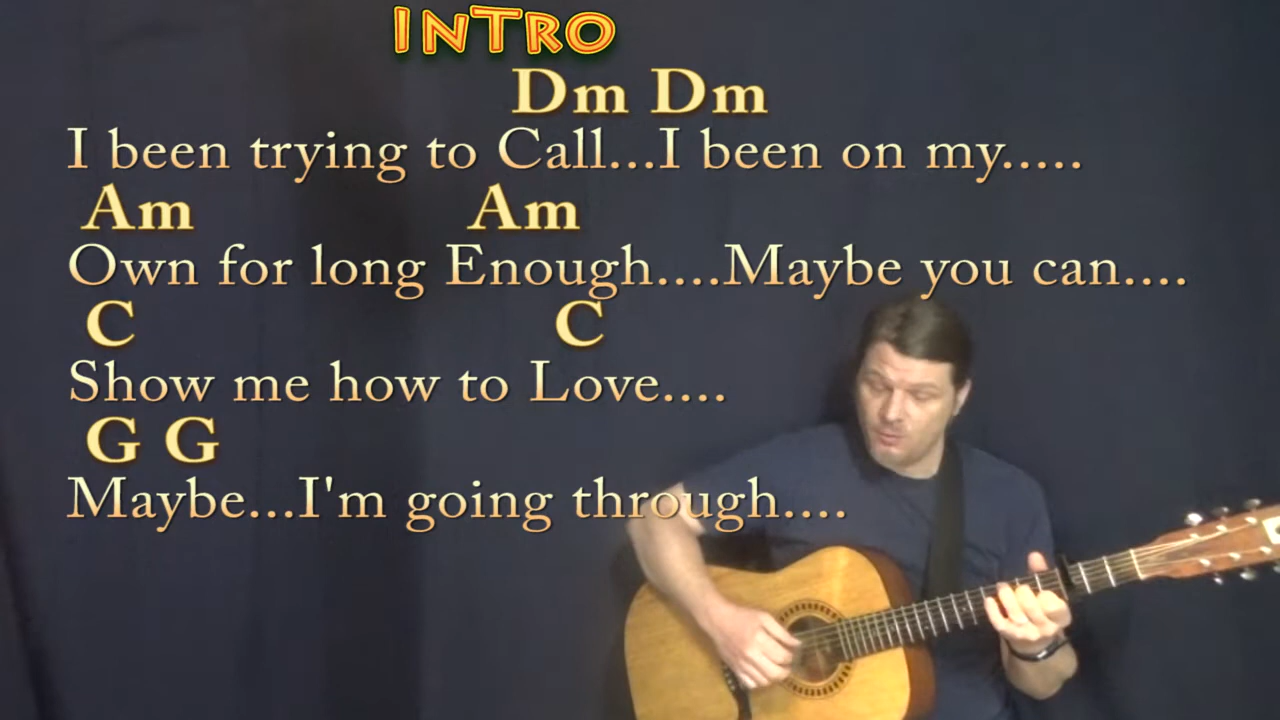 INTRO
Dm Dm
I been trying to Call...I been on my.....
Am Am
Own for long Enough....Maybe you can....
C C
Show me how to Love....
G G
Maybe...I'm going through....